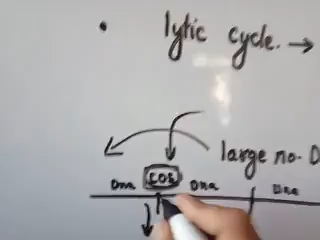 lytic cycle. →
large no. D
Dna cos Dna Dna